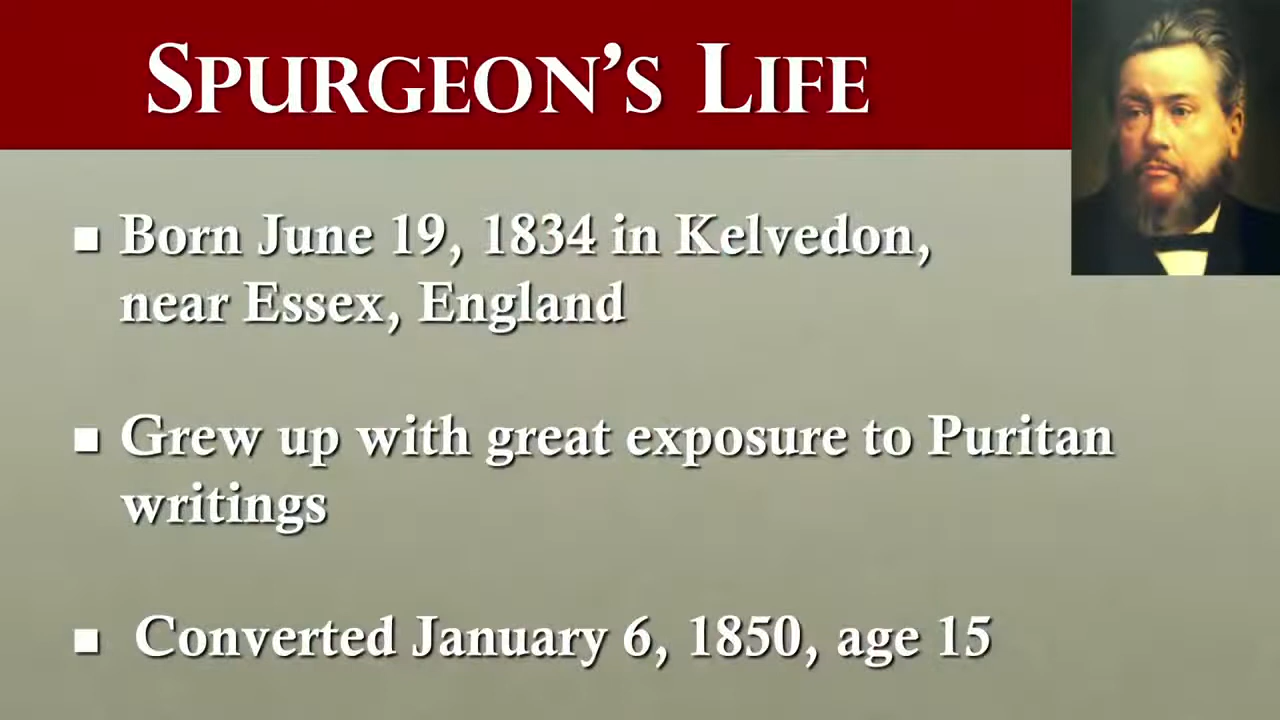 SPURGEON'S LIFE
■ Born June 19, 1834 in Kelvedon,
near Essex, England
■ Grew up with great exposure to Puritan
writings
■ Converted January 6, 1850, age 15